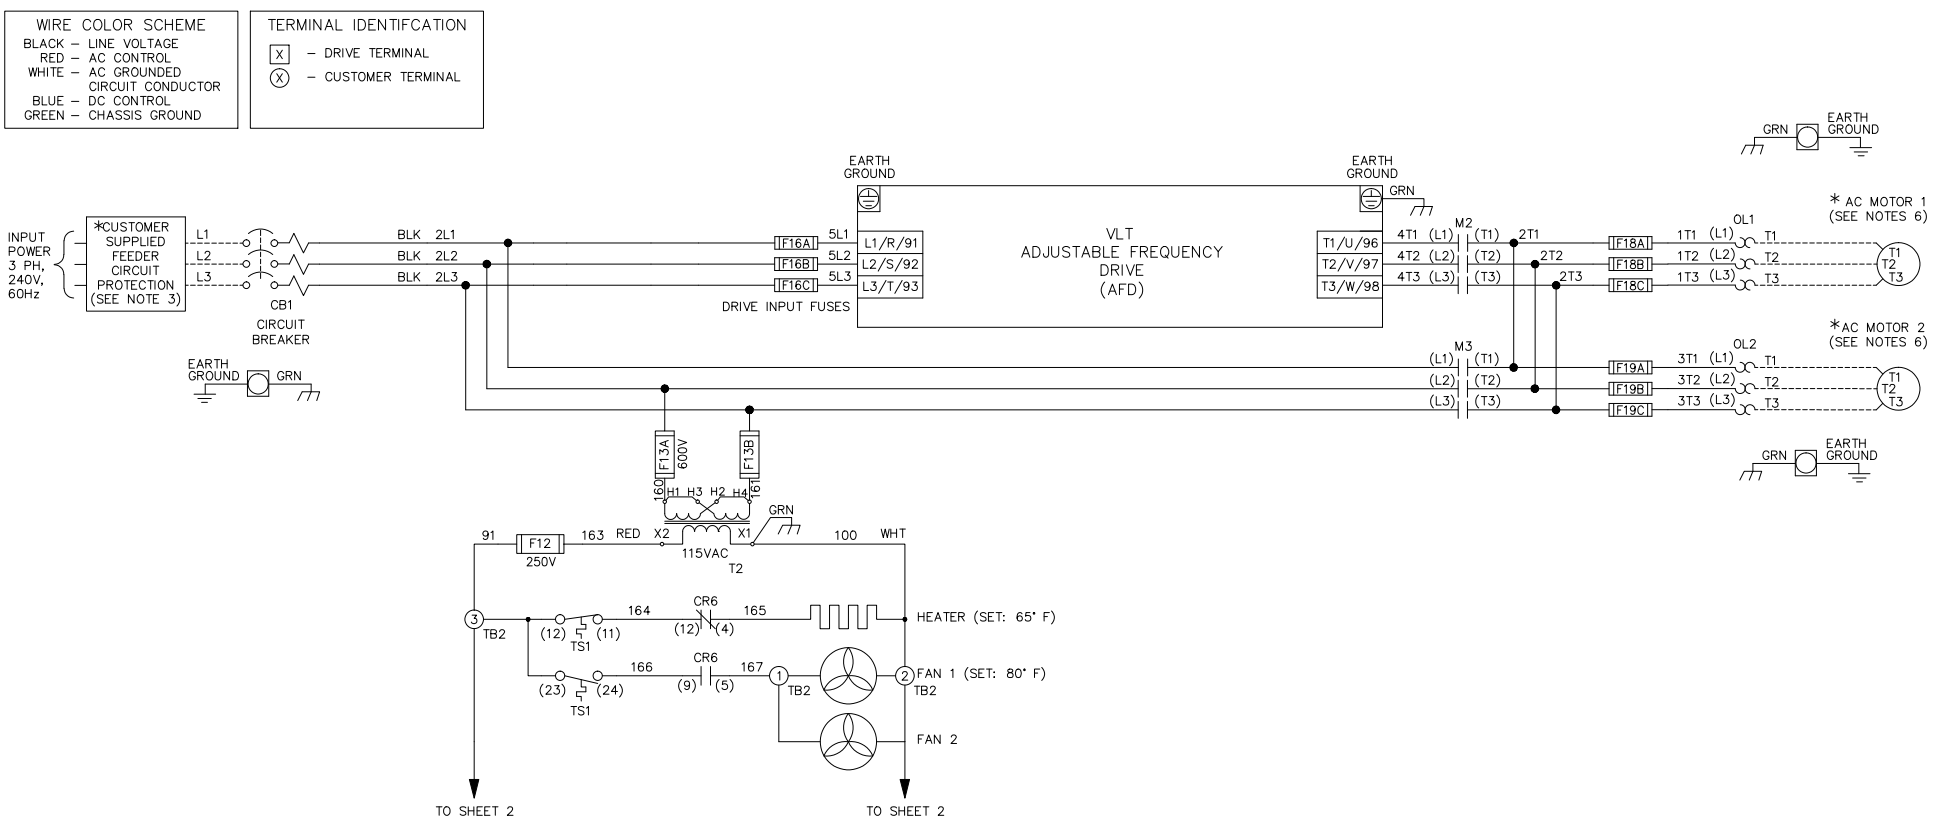 WIRE COLOR SCHEME
BLACK – LINE VOLTAGE
RED – AC CONTROL
WHITE – AC GROUNDED
CIRCUIT CONDUCTOR
BLUE – DC CONTROL
GREEN – CHASSIS GROUND
TERMINAL IDENTIFCATION
X – DRIVE TERMINAL
X – CUSTOMER TERMINAL
INPUT
POWER
3 PH,
240V,
60Hz
*CUSTOMER
SUPPLIED
FEEDER
CIRCUIT
PROTECTION
(SEE NOTE 3)
L1
L2
L3
CB1
CIRCUIT
BREAKER
BLK 2L1
BLK 2L2
BLK 2L3
F16A 5L1
F16B 5L2
F16C 5L3
DRIVE INPUT FUSES
EARTH
GROUND
L1/R/91
L2/S/92
L3/T/93
VLT
ADJUSTABLE FREQUENCY
DRIVE
(AFD)
EARTH
GROUND
GRN
T1/U/96
T2/V/97
T3/W/98
M2
4T1 (L1) (T1) 2T1
4T2 (L2) (T2) 2T2
4T3 (L3) (T3) 2T3
OL1
F18A 1T1 (L1) T1
F18B 1T2 (L2) T2
F18C 1T3 (L3) T3
GRN
EARTH
GROUND
* AC MOTOR 1
(SEE NOTES 6)
T1
T2
T3
M3
(L1) (T1)
(L2) (T2)
(L3) (T3)
OL2
F19A 3T1 (L1) T1
F19B 3T2 (L2) T2
F19C 3T3 (L3) T3
*AC MOTOR 2
(SEE NOTES 6)
T1
T2
T3
GRN
EARTH
GROUND
EARTH
GROUND
GRN
F13A
600V
F13B
160
161
H1 H3 H2 H4
GRN
91 F12 163 RED X2 X1 100 WHT
250V
115VAC
T2
3
TB2
(12) (11)
TS1
164
CR6
(12) (4)
165
HEATER (SET: 65° F)
(23) (24)
TS1
166
CR6
(9) (5)
167
1
TB2
2
TB2
FAN 1 (SET: 80° F)
FAN 2
TO SHEET 2
TO SHEET 2